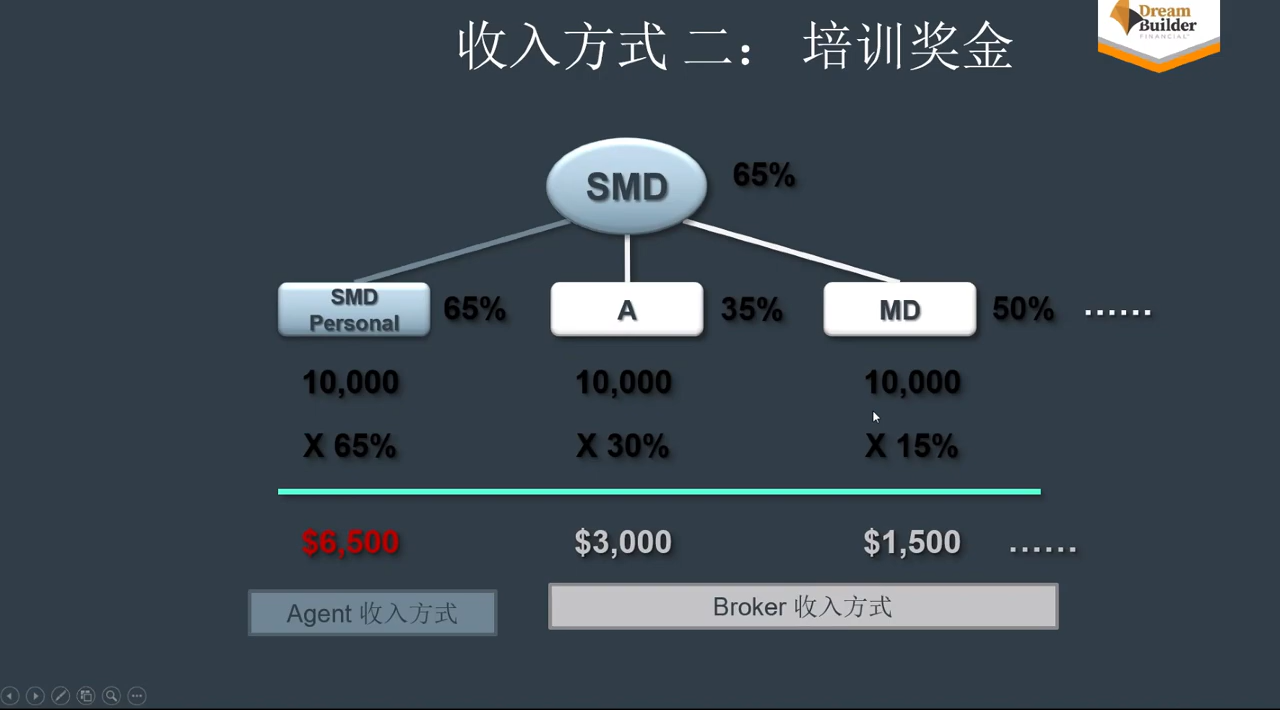 收入方式 二： 培训奖金
Dream
Builder
FINANCIAL
SMD
65%
SMD
Personal
65%
A
35%
MD
50%
......
10,000
10,000
10,000
X 65%
X 30%
X 15%
$6,500
$3,000
$1,500
......
Agent 收入方式
Broker 收入方式